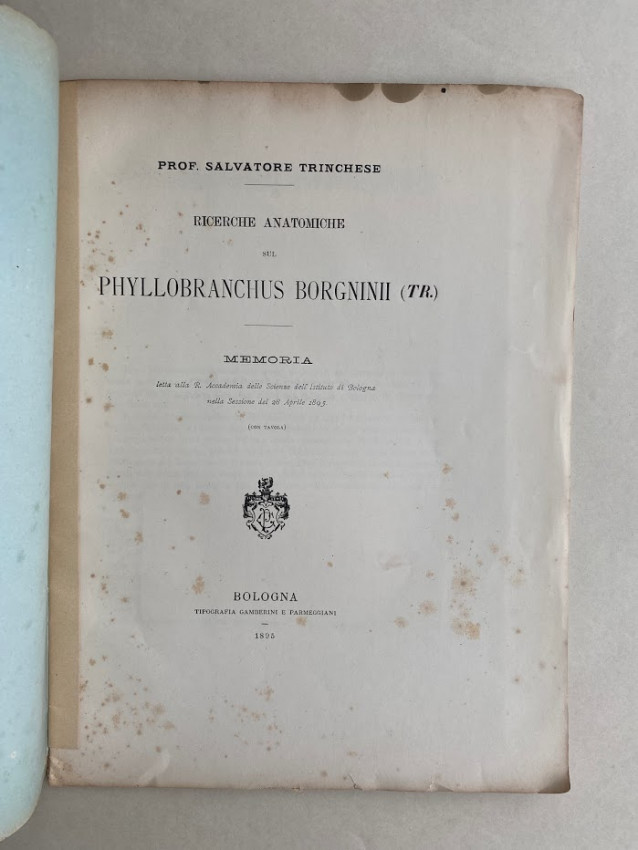 PROF. SALVATORE TRINCHESE
RICERCHE ANATOMICHE
SUL
PHYLLOBRANCHUS BORGNINII (TR.)
MEMORIA
letta alla R. Accademia delle Scienze dell'Istituto di Bologna
nella Sessione del 28 Aprile 1895
(CON TAVOLA)
BOLOGNA
TIPOGRAFIA GAMBERINI E PARMEGGIANI
1895